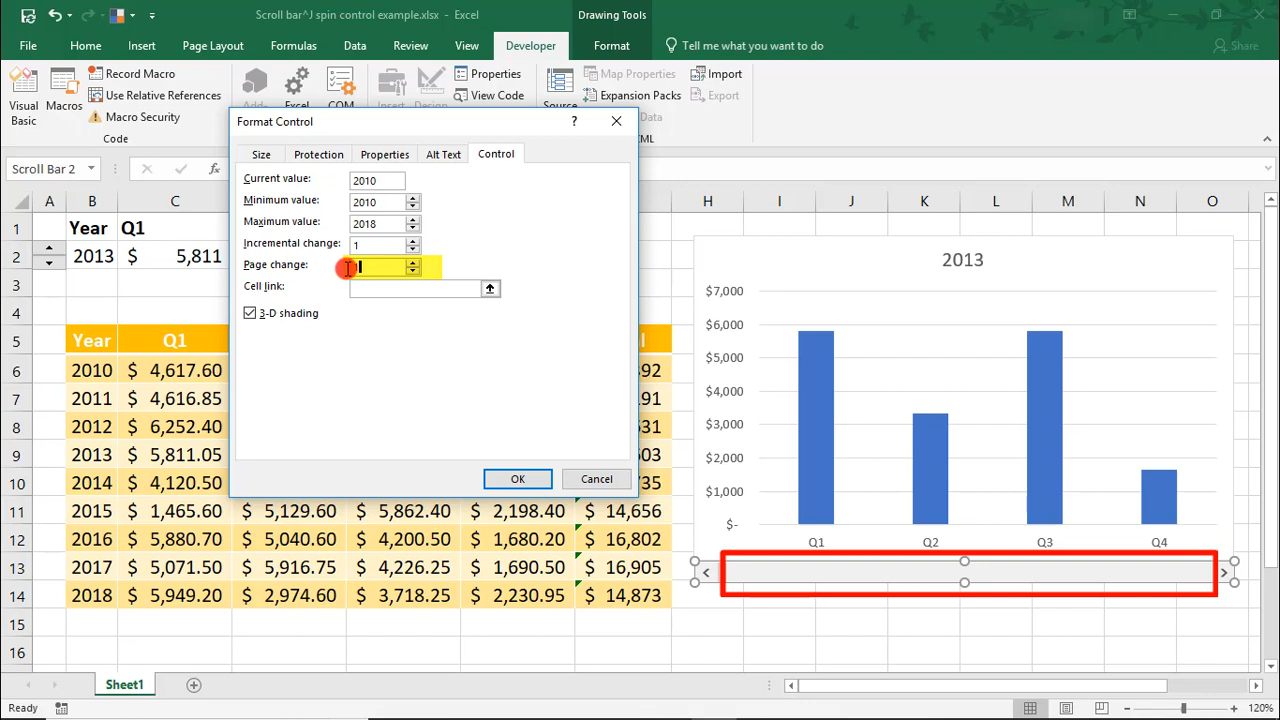 Scroll bar^J spin control example.xlsx - Excel
Drawing Tools
File Home Insert Page Layout Formulas Data Review View Developer Format Tell me what you want to do Share
Visual Basic
Macros
Record Macro
Use Relative References
Macro Security
Code
Add-
Excel
COM
Insert
Design
Properties
View Code
Source
Map Properties
Expansion Packs
Data
Import
Export
XML
Scroll Bar 2
fx
Format Control
?
Size Protection Properties Alt Text Control
Current value: 2010
Minimum value: 2010
Maximum value: 2018
Incremental change: 1
Page change:
Cell link:
3-D shading
OK Cancel
A B C H I J K L M N O
1 Year Q1
2 2013 $ 5,811
3
4
5 Year Q1
6 2010 $ 4,617.60
7 2011 $ 4,616.85
8 2012 $ 6,252.40
9 2013 $ 5,811.05
10 2014 $ 4,120.50
11 2015 $ 1,465.60 $ 5,129.60 $ 5,862.40 $ 2,198.40 $ 14,656
12 2016 $ 5,880.70 $ 5,040.60 $ 4,200.50 $ 1,680.20 $ 16,802
13 2017 $ 5,071.50 $ 5,916.75 $ 4,226.25 $ 1,690.50 $ 16,905
14 2018 $ 5,949.20 $ 2,974.60 $ 3,718.25 $ 2,230.95 $ 14,873
15
16
2013
$7,000
$6,000
$5,000
$4,000
$3,000
$2,000
$1,000
$-
Q1 Q2 Q3 Q4
Sheet1
Ready
120%